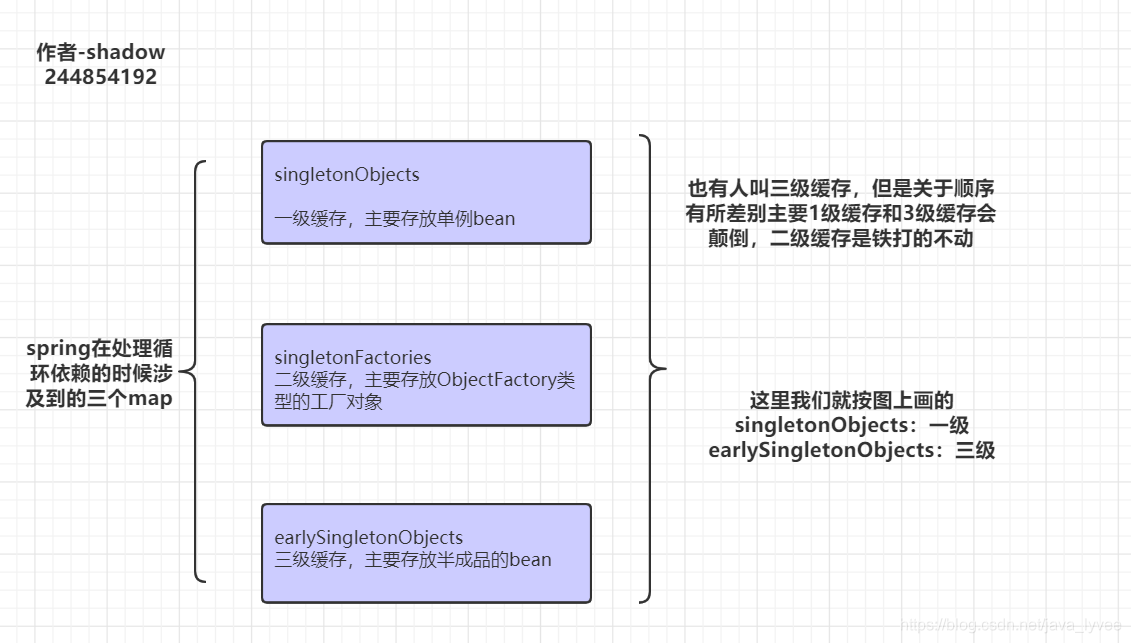 作者-shadow
244854192
singletonObjects
一级缓存，主要存放单例bean
singletonFactories
二级缓存，主要存放ObjectFactory类
型的工厂对象
earlySingletonObjects
三级缓存，主要存放半成品的bean
spring在处理循
环依赖的时候涉
及到的三个map
也有人叫三级缓存，但是关于顺序
有所差别主要1级缓存和3级缓存会
颠倒，二级缓存是铁打的不动
这里我们就按图上画的
singletonObjects：一级
earlySingletonObjects：三级
https://blog.csdn.net/java_lyvee